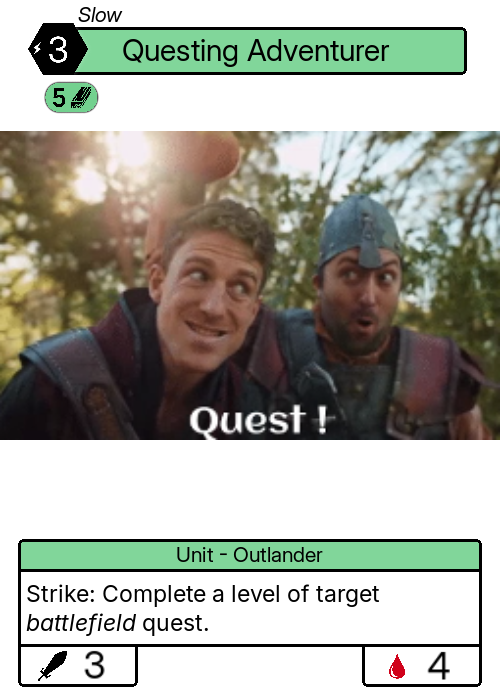 Slow
3
Questing Adventurer
5
Quest !
Unit - Outlander
Strike: Complete a level of target
battlefield quest.
3
4